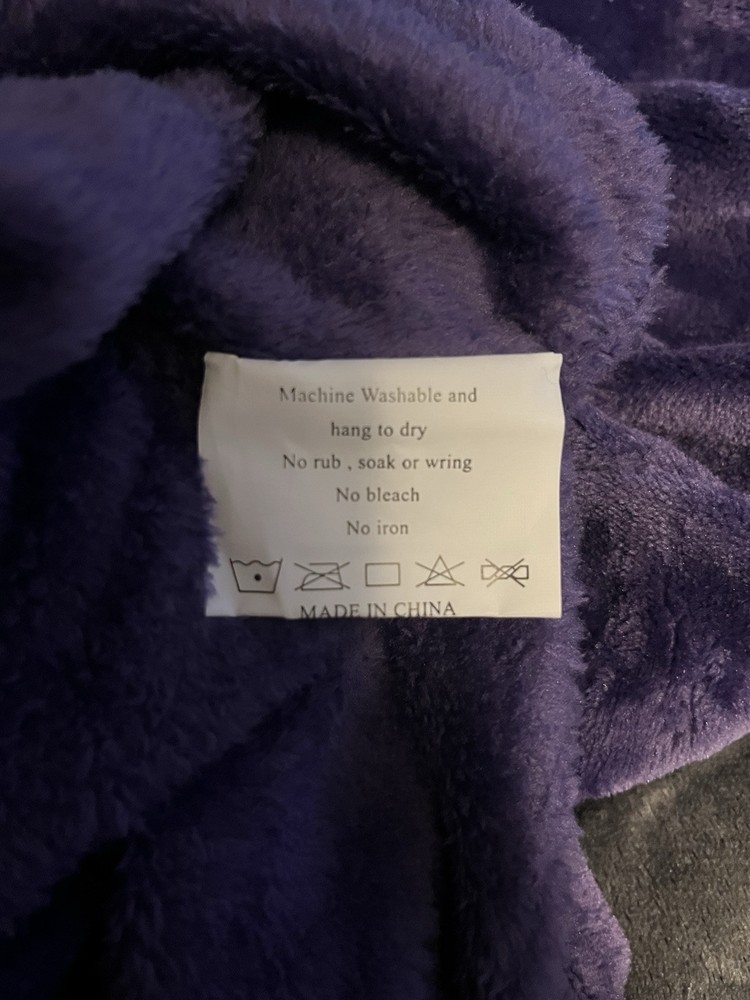 Machine Washable and
hang to dry
No rub , soak or wring
No bleach
No iron
MADE IN CHINA